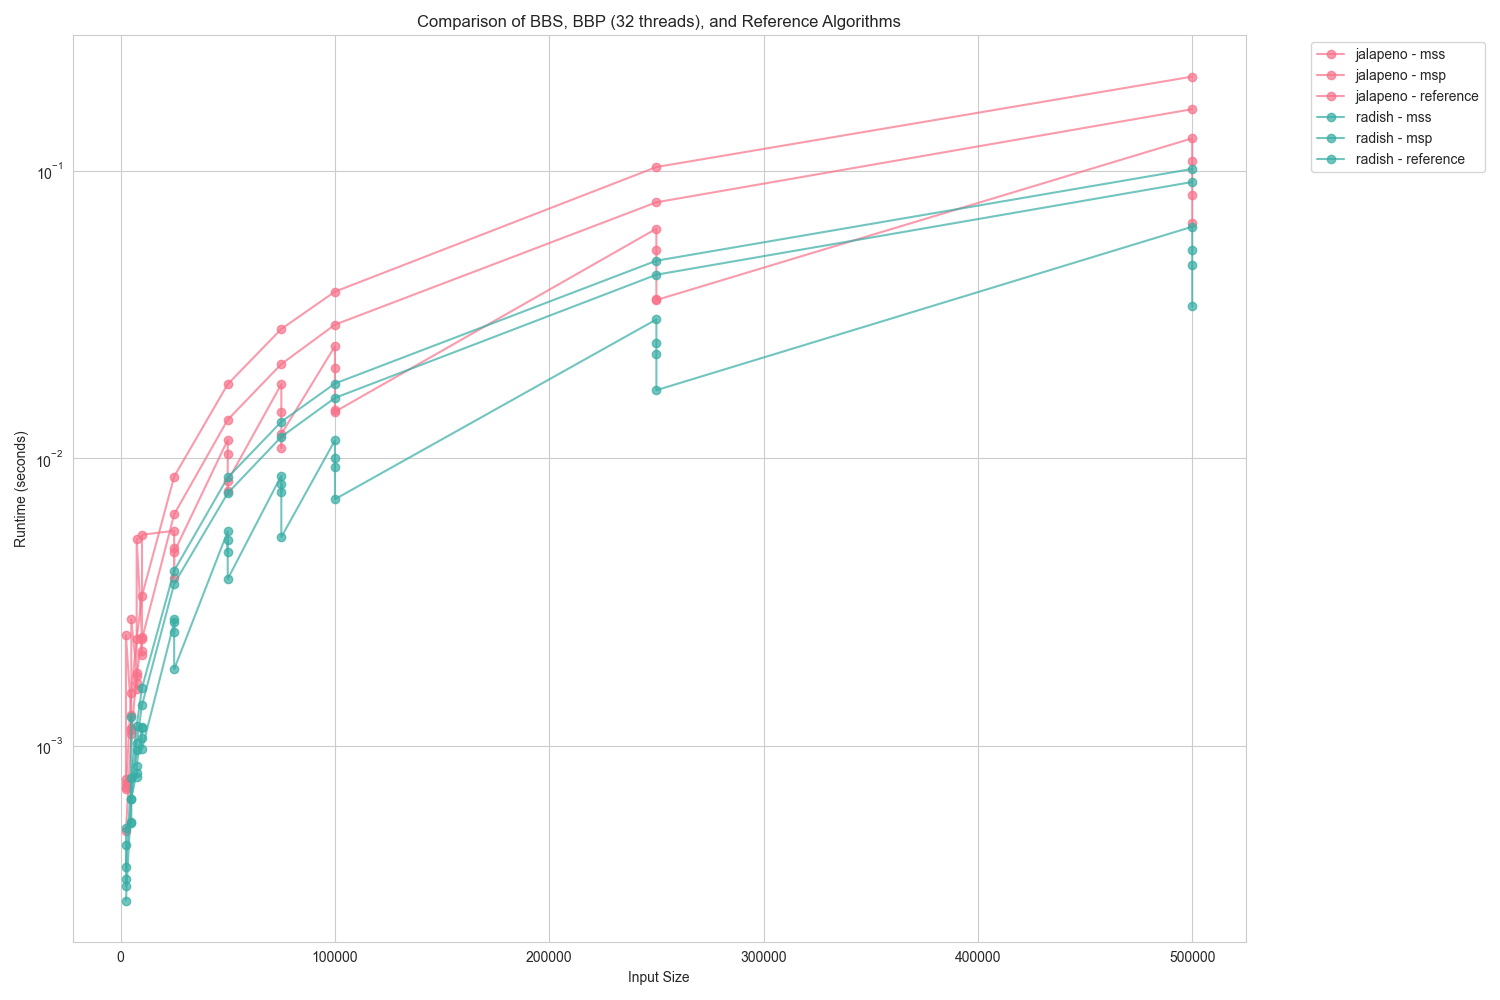 Comparison of BBS, BBP (32 threads), and Reference Algorithms
jalapeno - mss
jalapeno - msp
jalapeno - reference
radish - mss
radish - msp
radish - reference
Runtime (seconds)
10⁻¹
10⁻²
10⁻³
0
100000
200000
300000
400000
500000
Input Size